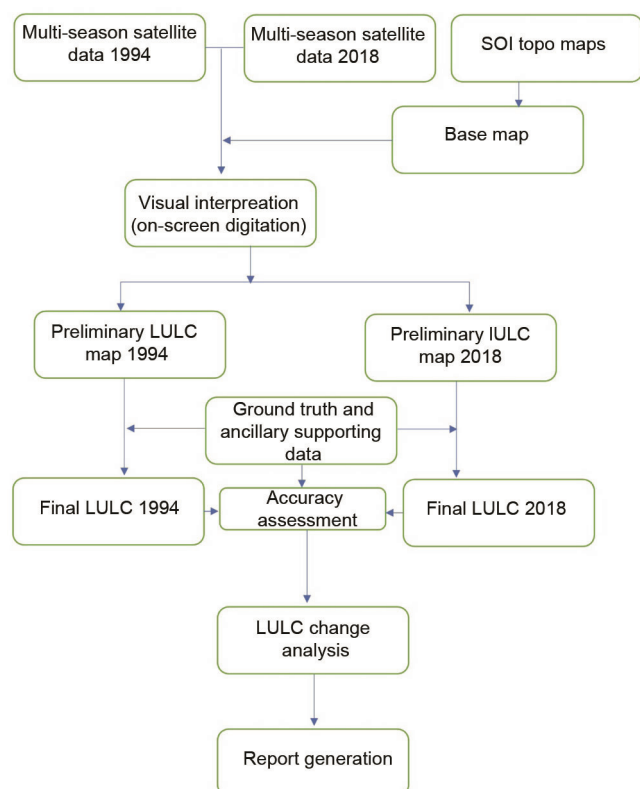 Multi-season satellite
data 1994
Multi-season satellite
data 2018
SOI topo maps
Base map
Visual interpreation
(on-screen digitation)
Preliminary LULC
map 1994
Preliminary lULC
map 2018
Ground truth and
ancillary supporting
data
Final LULC 1994
Accuracy
assessment
Final LULC 2018
LULC change
analysis
Report generation